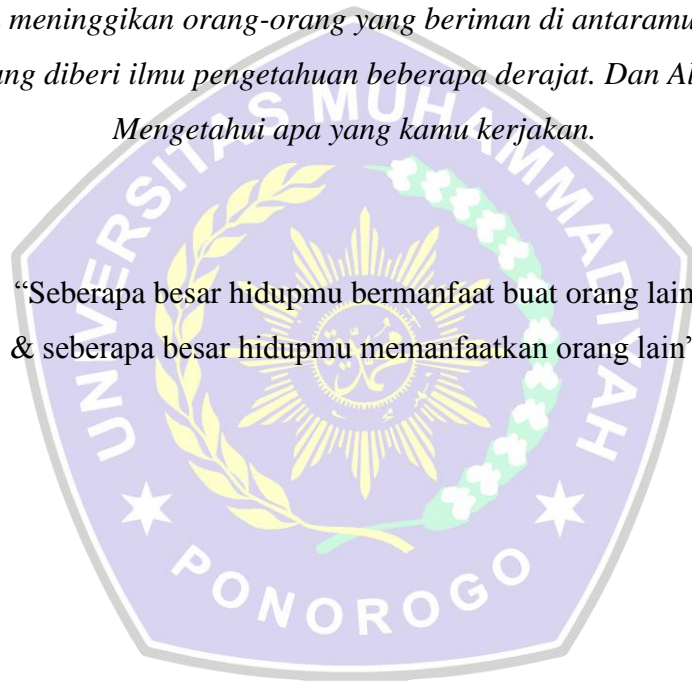 meninggikan orang-orang yang beriman di antaramu
ang diberi ilmu pengetahuan beberapa derajat. Dan Al
Mengetahui apa yang kamu kerjakan.
“Seberapa besar hidupmu bermanfaat buat orang lain
& seberapa besar hidupmu memanfaatkan orang lain”
UNIVERSITAS MUHAMMADIYAH
PONOROGO